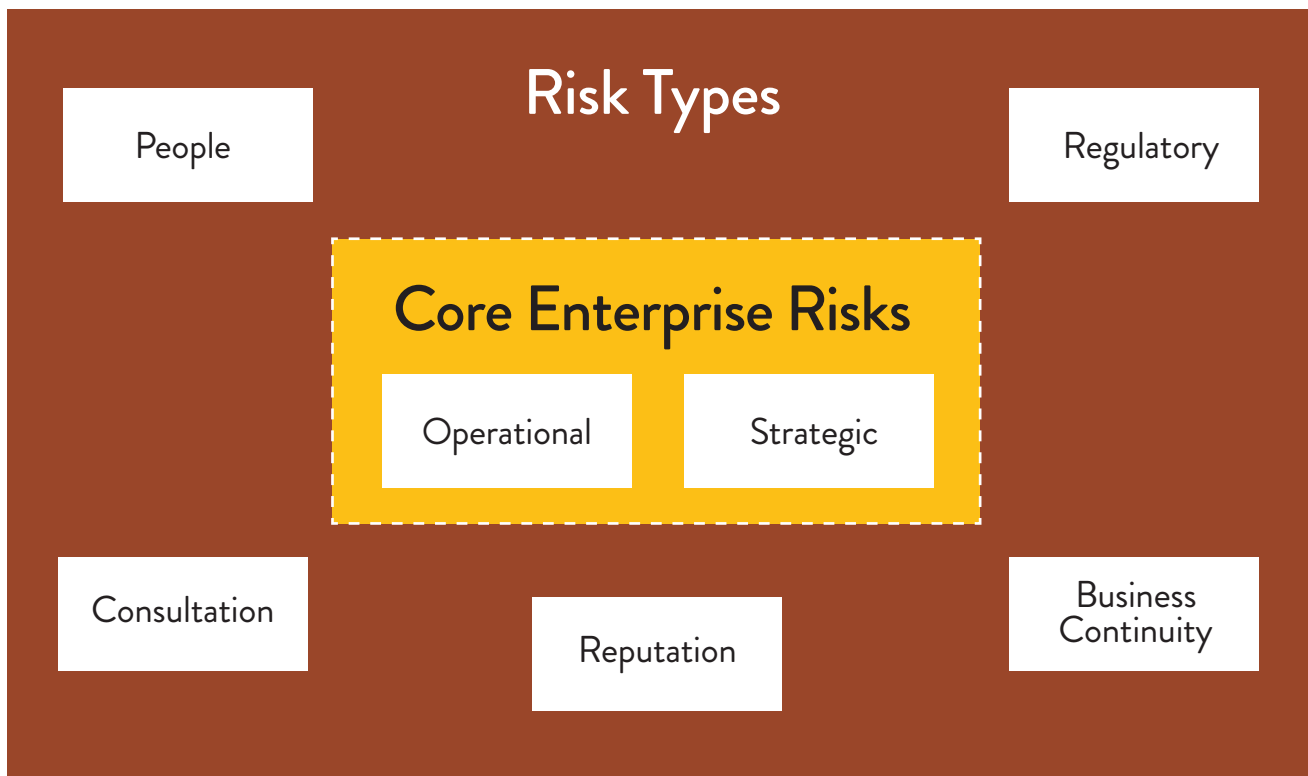 Risk Types
People
Regulatory
Core Enterprise Risks
Operational
Strategic
Consultation
Reputation
Business
Continuity